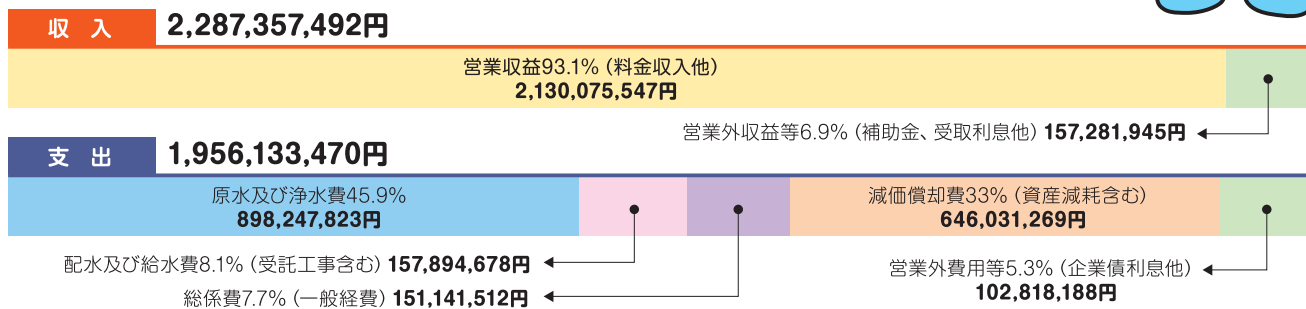 収 入 2,287,357,492円
営業収益93.1%（料金収入他）
2,130,075,547円
営業外収益等6.9%（補助金、受取利息他）157,281,945円
支 出 1,956,133,470円
原水及び浄水費45.9%
898,247,823円
減価償却費33%（資産減耗含む）
646,031,269円
配水及び給水費8.1%（受託工事含む）157,894,678円
総係費7.7%（一般経費）151,141,512円
営業外費用等5.3%（企業債利息他）
102,818,188円